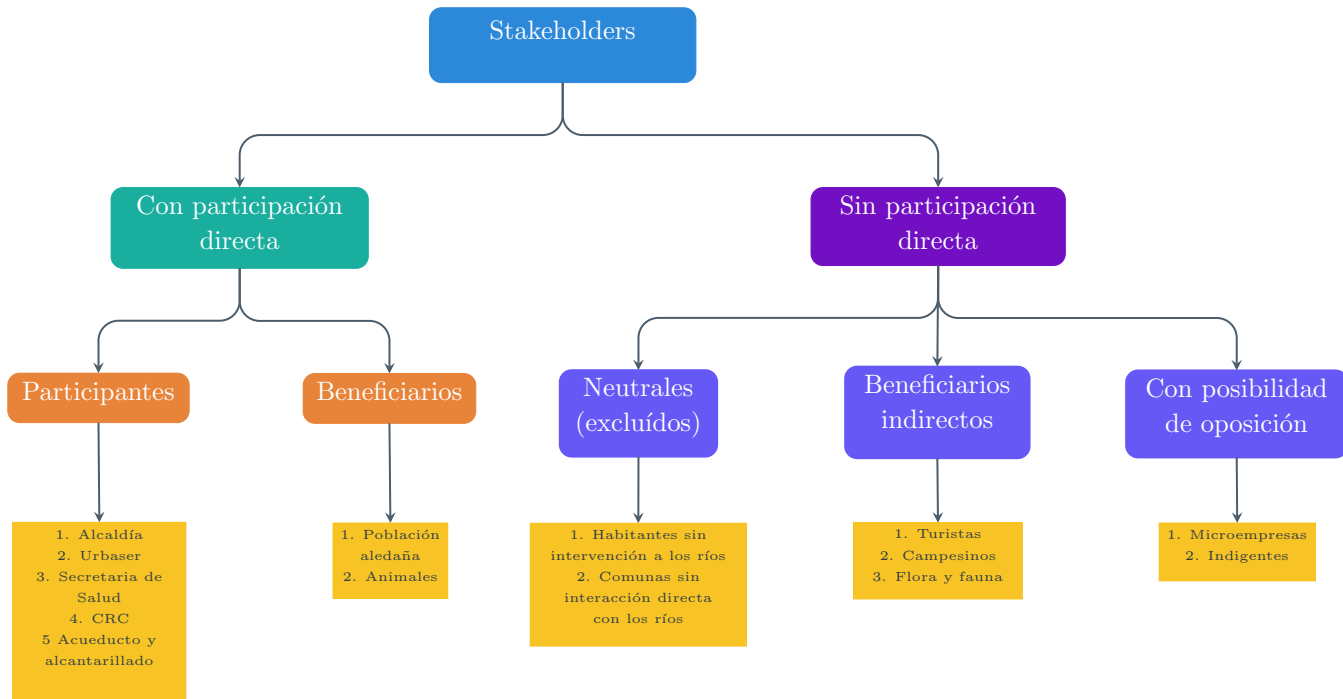 Stakeholders
Con participación
directa
Sin participación
directa
Participantes
Beneficiarios
Neutrales
(excluídos)
Beneficiarios
indirectos
Con posibilidad
de oposición
1. Alcaldía
2. Urbaser
3. Secretaria de
Salud
4. CRC
5 Acueducto y
alcantarillado
1. Población
aledaña
2. Animales
1. Habitantes sin
intervención a los ríos
2. Comunas sin
interacción directa
con los ríos
1. Turistas
2. Campesinos
3. Flora y fauna
1. Microempresas
2. Indigentes